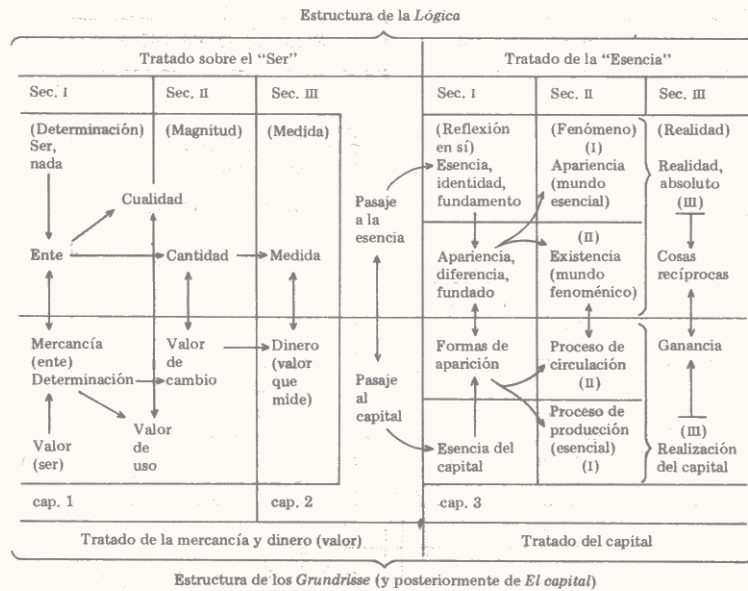 Estructura de la Lógica
Tratado sobre el "Ser"
Tratado de la "Esencia"
Sec. I
Sec. II
Sec. III
Sec. I
Sec. II
Sec. III
(Determinación)
Ser,
nada
(Magnitud)
(Medida)
(Reflexión
en sí)
Esencia,
identidad,
fundamento
(Fenómeno)
(I)
Apariencia
(mundo
esencial)
(Realidad)
Realidad,
absoluto
(III)
Cualidad
Pasaje
a la
esencia
Ente
Cantidad
Medida
Apariencia,
diferencia,
fundado
(II)
Existencia
(mundo
fenoménico)
Cosas
recíprocas
Mercancía
(ente)
Determinación
Valor
de
cambio
Dinero
(valor
que
mide)
Pasaje
al
capital
Formas de
aparición
Proceso de
circulación
(II)
Ganancia
Valor
(ser)
Valor
de
uso
Esencia del
capital
Proceso de
producción
(esencial)
(I)
(III)
Realización
del capital
cap. 1
cap. 2
cap. 3
Tratado de la mercancía y dinero (valor)
Tratado del capital
Estructura de los Grundrisse (y posteriormente de El capital)